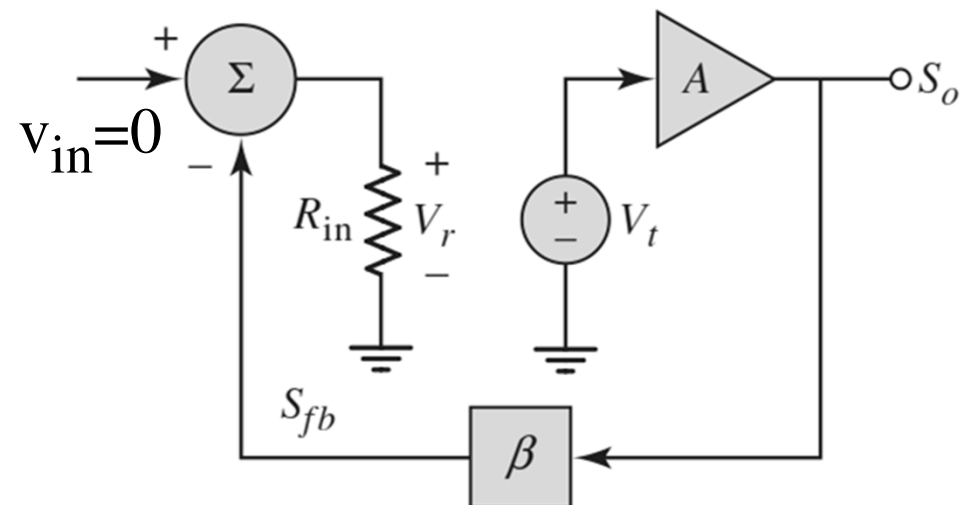 +
Σ
A
S_o
v_in=0
−
+
R_in
V_r
−
+
−
V_t
S_fb
β